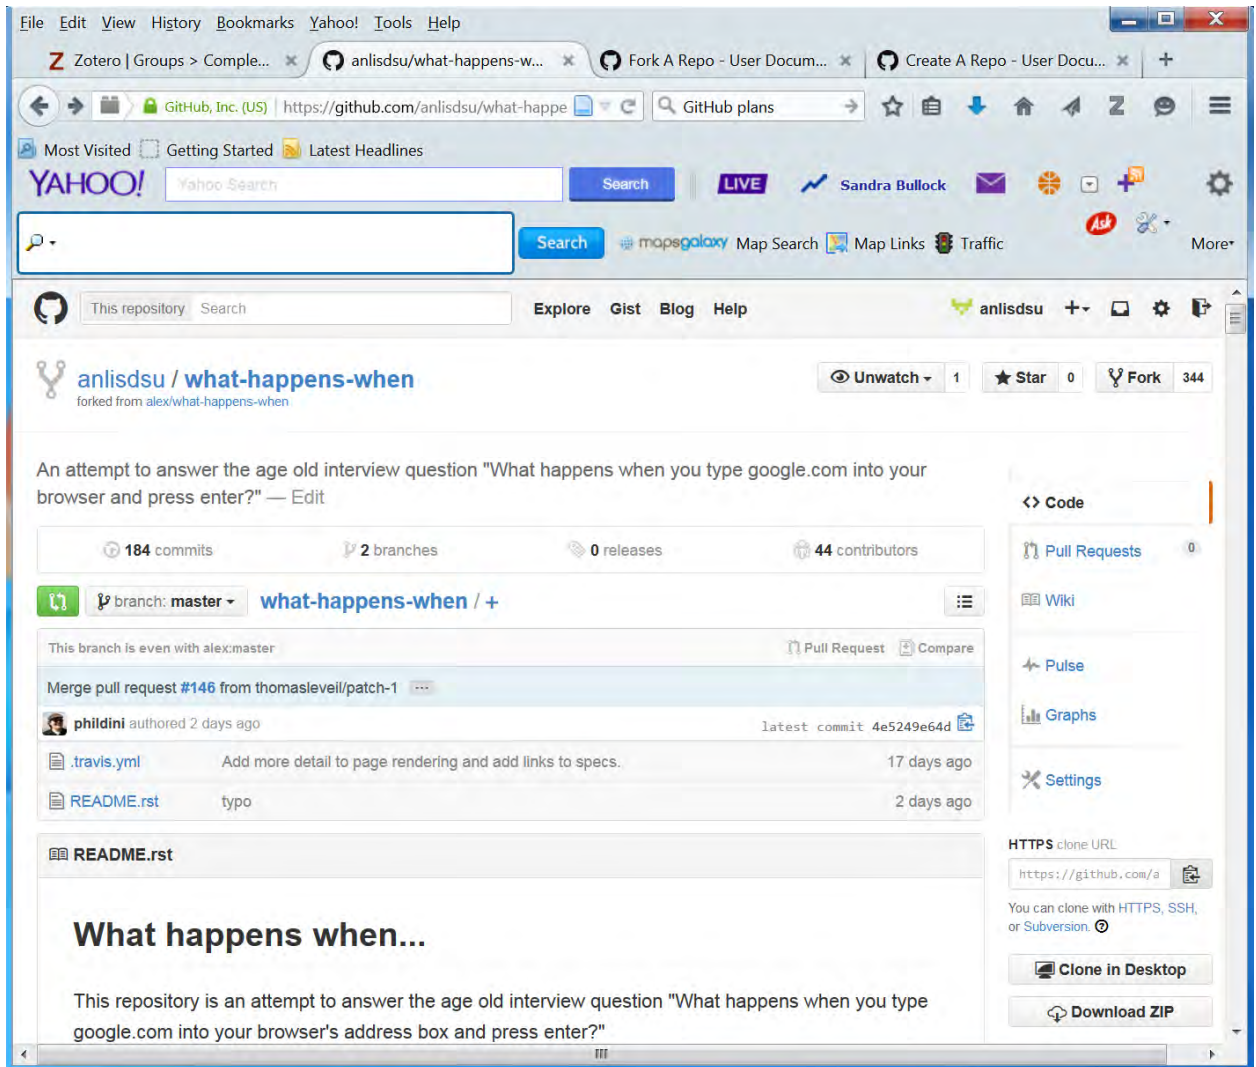 File Edit View History Bookmarks Yahoo! Tools Help
Zotero | Groups > Comple... anlisdsu/what-happens-w... Fork A Repo - User Docum... Create A Repo - User Docu...
GitHub, Inc. (US) https://github.com/anlisdsu/what-happe GitHub plans
Most Visited Getting Started Latest Headlines
YAHOO! Yahoo Search Search LIVE Sandra Bullock
Search mapsgalaxy Map Search Map Links Traffic Ask More
This repository Search Explore Gist Blog Help anlisdsu
anlisdsu / what-happens-when Unwatch 1 Star 0 Fork 344
forked from alex/what-happens-when
An attempt to answer the age old interview question "What happens when you type google.com into your
browser and press enter?" — Edit
184 commits 2 branches 0 releases 44 contributors
branch: master what-happens-when / +
This branch is even with alex:master Pull Request Compare
Merge pull request #146 from thomasleveil/patch-1 ...
phildini authored 2 days ago latest commit 4e5249e64d
.travis.yml Add more detail to page rendering and add links to specs. 17 days ago
README.rst typo 2 days ago
README.rst
What happens when...
This repository is an attempt to answer the age old interview question "What happens when you type
google.com into your browser's address box and press enter?"
<> Code
Pull Requests 0
Wiki
Pulse
Graphs
Settings
HTTPS clone URL
https://github.com/a
You can clone with HTTPS, SSH,
or Subversion.
Clone in Desktop
Download ZIP